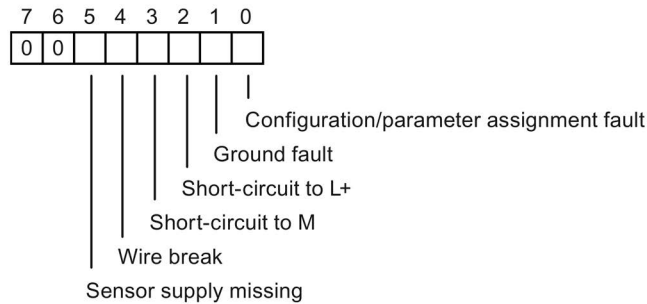 7 6 5 4 3 2 1 0
0 0
Configuration/parameter assignment fault
Ground fault
Short-circuit to L+
Short-circuit to M
Wire break
Sensor supply missing